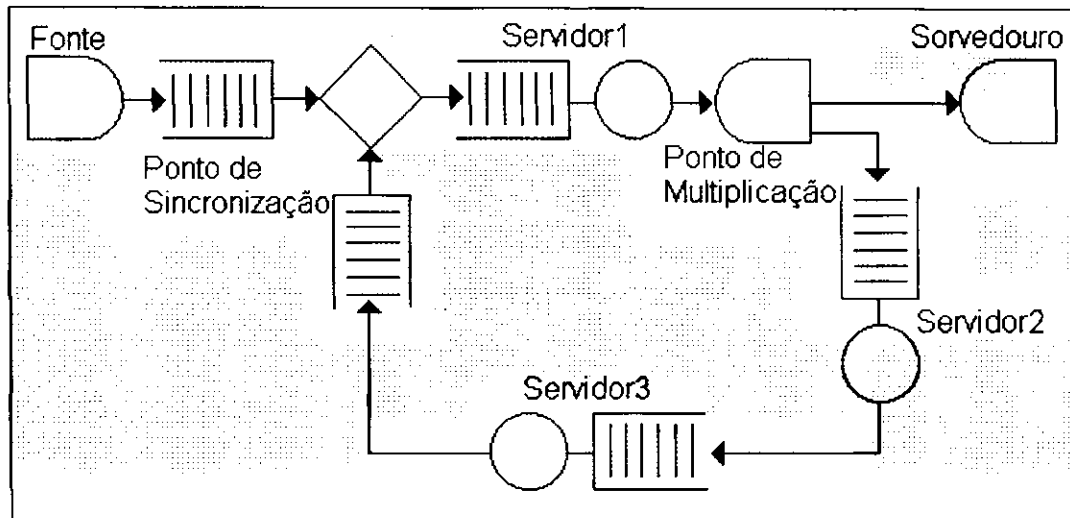 Fonte
Servidor1
Sorvedouro
Ponto de
Sincronização
Ponto de
Multiplicação
Servidor2
Servidor3